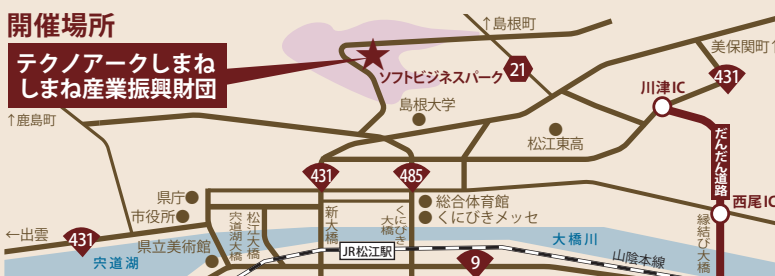 開催場所
テクノアークしまね
しまね産業振興財団
↑島根町
美保関町↑
ソフトビジネスパーク
21
431
川津IC
島根大学
↑鹿島町
松江東高
だんだん道路
431
485
県庁
総合体育館
西尾IC
市役所
くにびきメッセ
宍道湖大橋
松江大橋
新大橋
くにびき大橋
縁結び大橋
←出雲
431
県立美術館
大橋川
宍道湖
JR松江駅
9
山陰本線